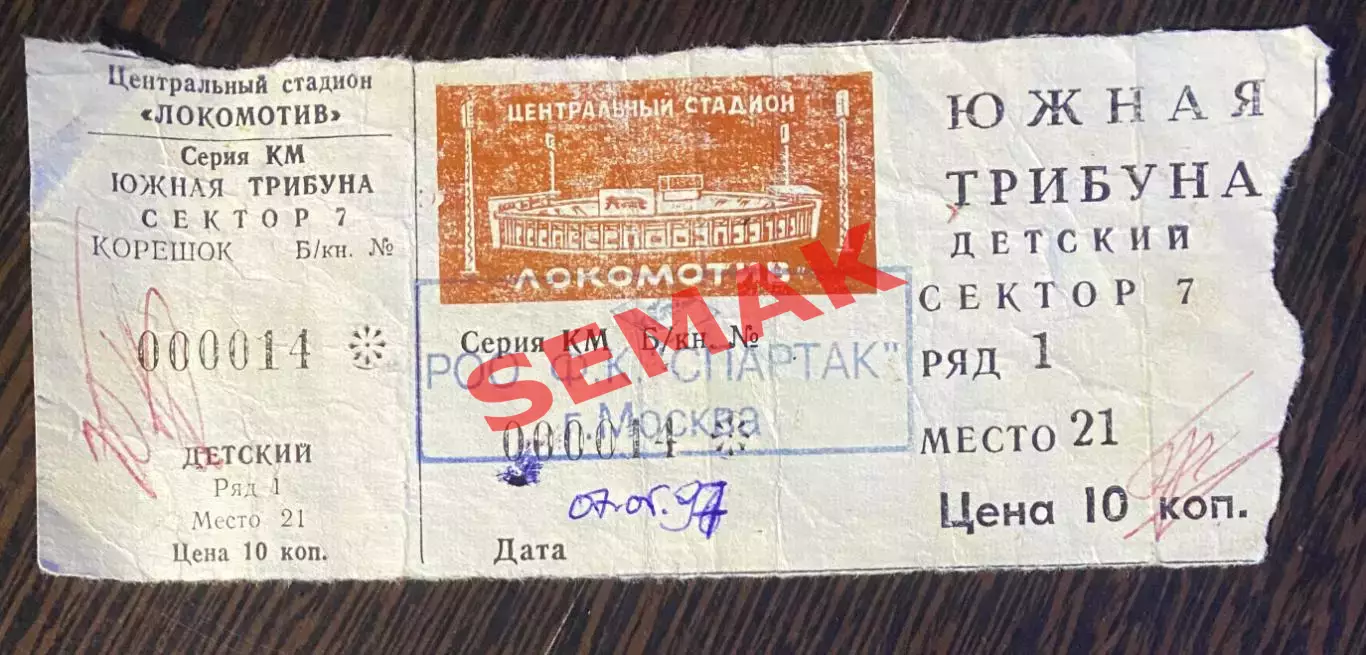 Центральный стадион
«ЛОКОМОТИВ»
Серия КМ
ЮЖНАЯ ТРИБУНА
СЕКТОР 7
КОРЕШОК Б/кн. №
000014
ДЕТСКИЙ
Ряд 1
Место 21
Цена 10 коп.
ЦЕНТРАЛЬНЫЙ СТАДИОН
"ЛОКОМОТИВ"
Серия КМ Б/кн. №
РОО Ф.К. "СПАРТАК"
г. Москва
000014
07.05.97
Дата
ЮЖНАЯ
ТРИБУНА
ДЕТСКИЙ
СЕКТОР 7
РЯД 1
МЕСТО 21
Цена 10 коп.
SEMAK